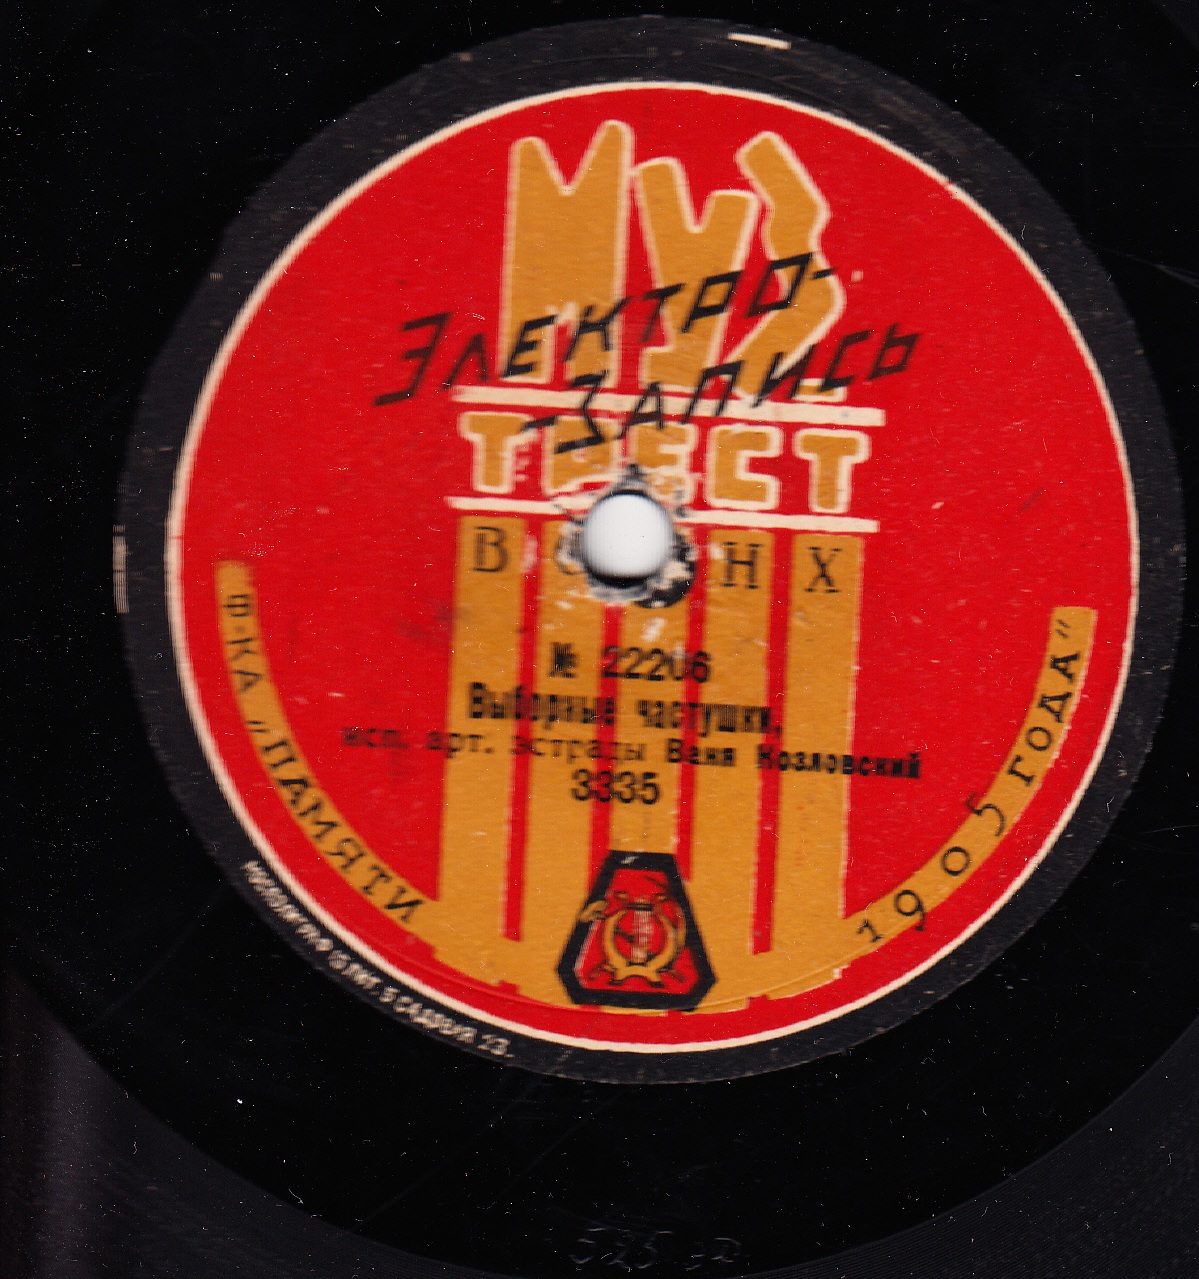 Муз
ЭЛЕКТРО-
-ЗАПИСЬ
ТРЕСТ
В С Н Х
№ 22206
Выборные частушки,
исп. арт. эстрады Ваня Козловский
3335
Ф-КА „ПАМЯТИ 1905 ГОДА”